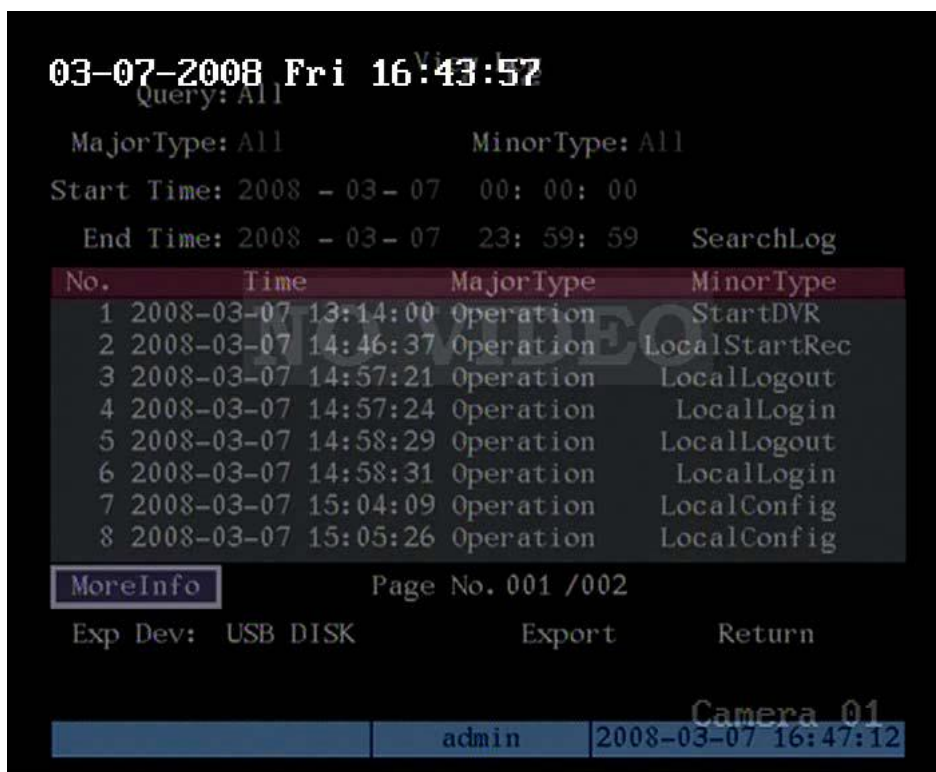 View Log
03-07-2008 Fri 16:43:57
Query: All
MajorType: All MinorType: All
Start Time: 2008 - 03 - 07 00: 00: 00
End Time: 2008 - 03 - 07 23: 59: 59 SearchLog
No. Time MajorType MinorType
1 2008-03-07 13:14:00 Operation StartDVR
2 2008-03-07 14:46:37 Operation LocalStartRec
NO VIDEO
3 2008-03-07 14:57:21 Operation LocalLogout
4 2008-03-07 14:57:24 Operation LocalLogin
5 2008-03-07 14:58:29 Operation LocalLogout
6 2008-03-07 14:58:31 Operation LocalLogin
7 2008-03-07 15:04:09 Operation LocalConfig
8 2008-03-07 15:05:26 Operation LocalConfig
MoreInfo Page No. 001 /002
Exp Dev: USB DISK Export Return
Camera 01
admin 2008-03-07 16:47:12